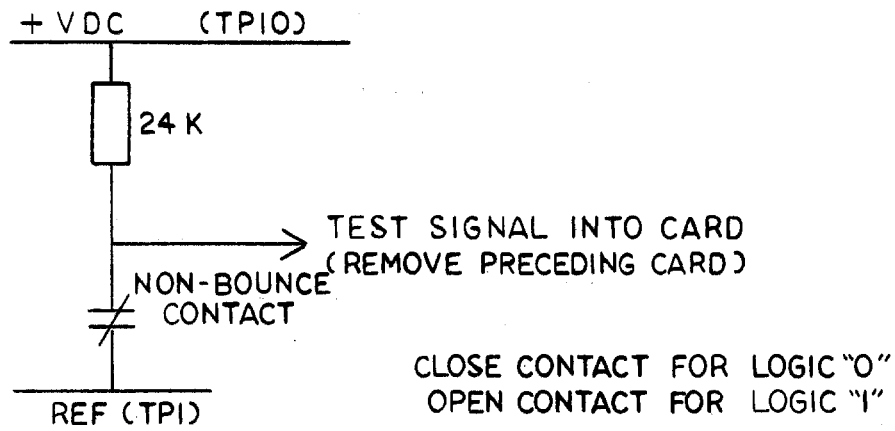 +VDC (TP10)
24 K
TEST SIGNAL INTO CARD
(REMOVE PRECEDING CARD)
NON-BOUNCE
CONTACT
CLOSE CONTACT FOR LOGIC "0"
OPEN CONTACT FOR LOGIC "1"
REF (TP1)